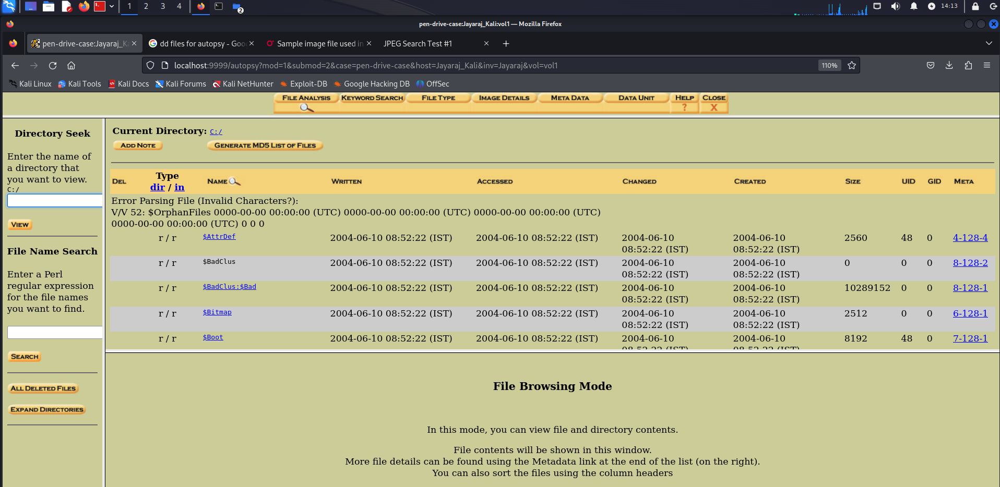 1 2 3 4 2 14:13
pen-drive-case:Jayaraj_Kali:vol1 — Mozilla Firefox
pen-drive-case:Jayaraj_Ka dd files for autopsy - Goo Sample image file used in JPEG Search Test #1
localhost:9999/autopsy?mod=1&submod=2&case=pen-drive-case&host=Jayaraj_Kali&inv=Jayaraj&vol=vol1 110%
Kali Linux Kali Tools Kali Docs Kali Forums Kali NetHunter Exploit-DB Google Hacking DB OffSec
FILE ANALYSIS KEYWORD SEARCH FILE TYPE IMAGE DETAILS META DATA DATA UNIT HELP CLOSE
? X
Directory Seek
Enter the name of
a directory that
you want to view.
C:/
VIEW
File Name Search
Enter a Perl
regular expression
for the file names
you want to find.
SEARCH
ALL DELETED FILES
EXPAND DIRECTORIES
Current Directory: C:/
ADD NOTE GENERATE MD5 LIST OF FILES
DEL Type dir / in NAME WRITTEN ACCESSED CHANGED CREATED SIZE UID GID META
Error Parsing File (Invalid Characters?):
V/V 52: $OrphanFiles 0000-00-00 00:00:00 (UTC) 0000-00-00 00:00:00 (UTC) 0000-00-00 00:00:00 (UTC)
0000-00-00 00:00:00 (UTC) 0 0 0
r / r $AttrDef 2004-06-10 08:52:22 (IST) 2004-06-10 08:52:22 (IST) 2004-06-10 2004-06-10 2560 48 0 4-128-4
08:52:22 (IST) 08:52:22 (IST)
r / r $BadClus 2004-06-10 08:52:22 (IST) 2004-06-10 08:52:22 (IST) 2004-06-10 2004-06-10 0 0 0 8-128-2
08:52:22 (IST) 08:52:22 (IST)
r / r $BadClus:$Bad 2004-06-10 08:52:22 (IST) 2004-06-10 08:52:22 (IST) 2004-06-10 2004-06-10 10289152 0 0 8-128-1
08:52:22 (IST) 08:52:22 (IST)
r / r $Bitmap 2004-06-10 08:52:22 (IST) 2004-06-10 08:52:22 (IST) 2004-06-10 2004-06-10 2512 0 0 6-128-1
08:52:22 (IST) 08:52:22 (IST)
r / r $Boot 2004-06-10 08:52:22 (IST) 2004-06-10 08:52:22 (IST) 2004-06-10 2004-06-10 8192 48 0 7-128-1
08:52:22 (IST) 08:52:22 (IST)
File Browsing Mode
In this mode, you can view file and directory contents.
File contents will be shown in this window.
More file details can be found using the Metadata link at the end of the list (on the right).
You can also sort the files using the column headers